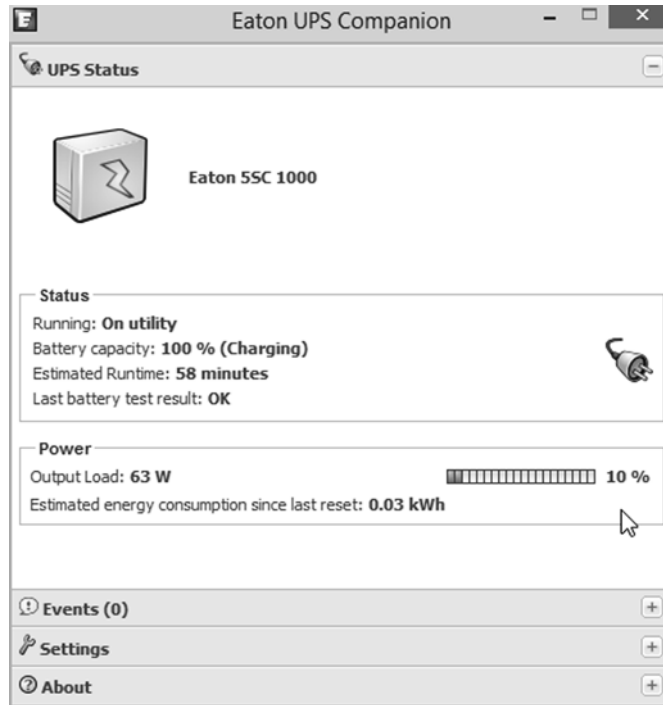 Eaton UPS Companion
UPS Status
Eaton 5SC 1000
Status
Running: On utility
Battery capacity: 100 % (Charging)
Estimated Runtime: 58 minutes
Last battery test result: OK
Power
Output Load: 63 W 10 %
Estimated energy consumption since last reset: 0.03 kWh
Events (0)
Settings
About